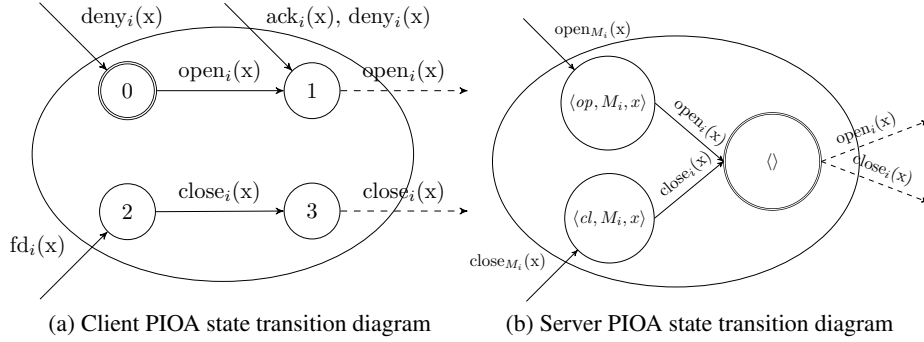 deny_i(x)
ack_i(x), deny_i(x)
0
open_i(x)
1
open_i(x)
2
close_i(x)
3
close_i(x)
fd_i(x)
(a) Client PIOA state transition diagram
open_{M_i}(x)
⟨op, M_i, x⟩
open_i(x)
close_i(x)
⟨⟩
open_i(x)
close_i(x)
⟨cl, M_i, x⟩
close_{M_i}(x)
(b) Server PIOA state transition diagram